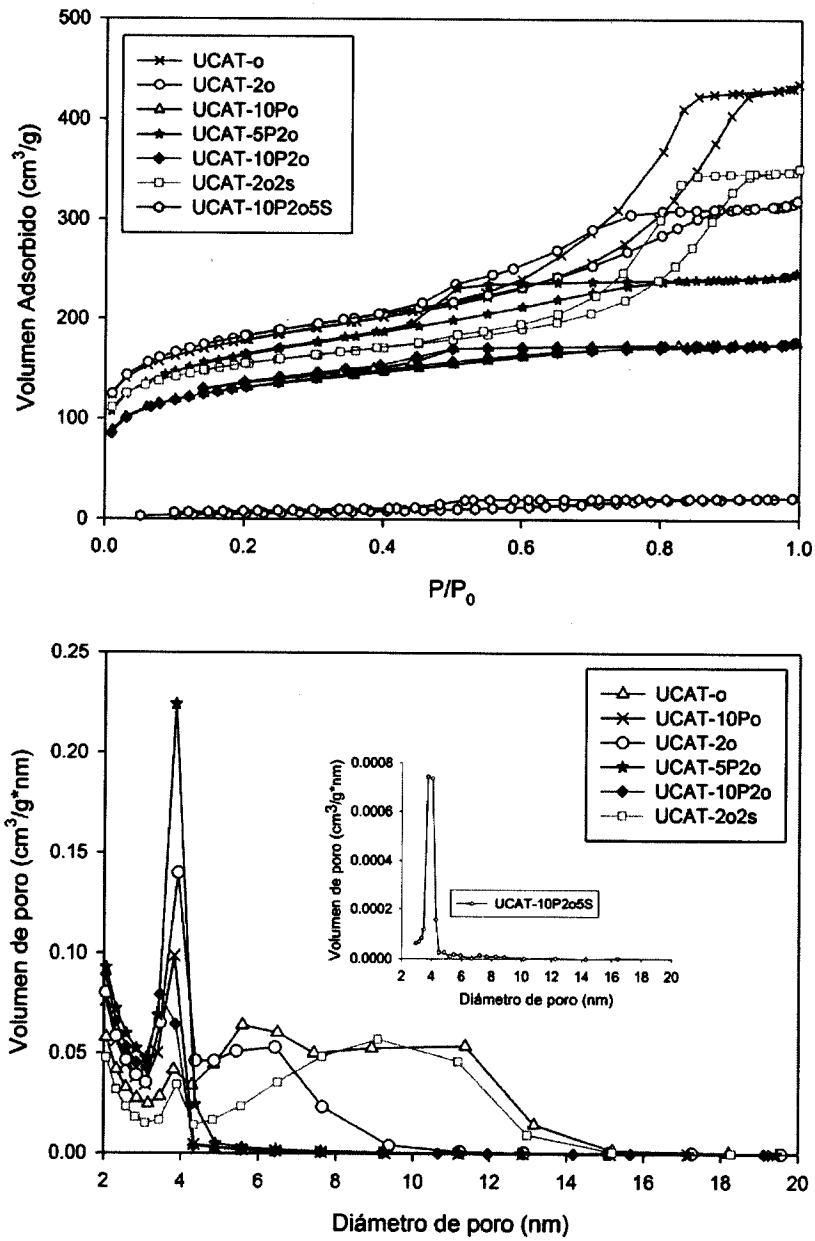 500
400
300
200
100
0
Volumen Adsorbido (cm³/g)
UCAT-o
UCAT-2o
UCAT-10Po
UCAT-5P2o
UCAT-10P2o
UCAT-2o2s
UCAT-10P2o5S
0.0 0.2 0.4 0.6 0.8 1.0
P/P₀
0.25
0.20
0.15
0.10
0.05
0.00
Volumen de poro (cm³/g*nm)
UCAT-o
UCAT-10Po
UCAT-2o
UCAT-5P2o
UCAT-10P2o
UCAT-2o2s
0.0008
0.0006
0.0004
0.0002
0.0000
Volumen de poro (cm³/g*nm)
UCAT-10P2o5S
2 4 6 8 10 12 14 16 18 20
Diámetro de poro (nm)
2 4 6 8 10 12 14 16 18 20
Diámetro de poro (nm)